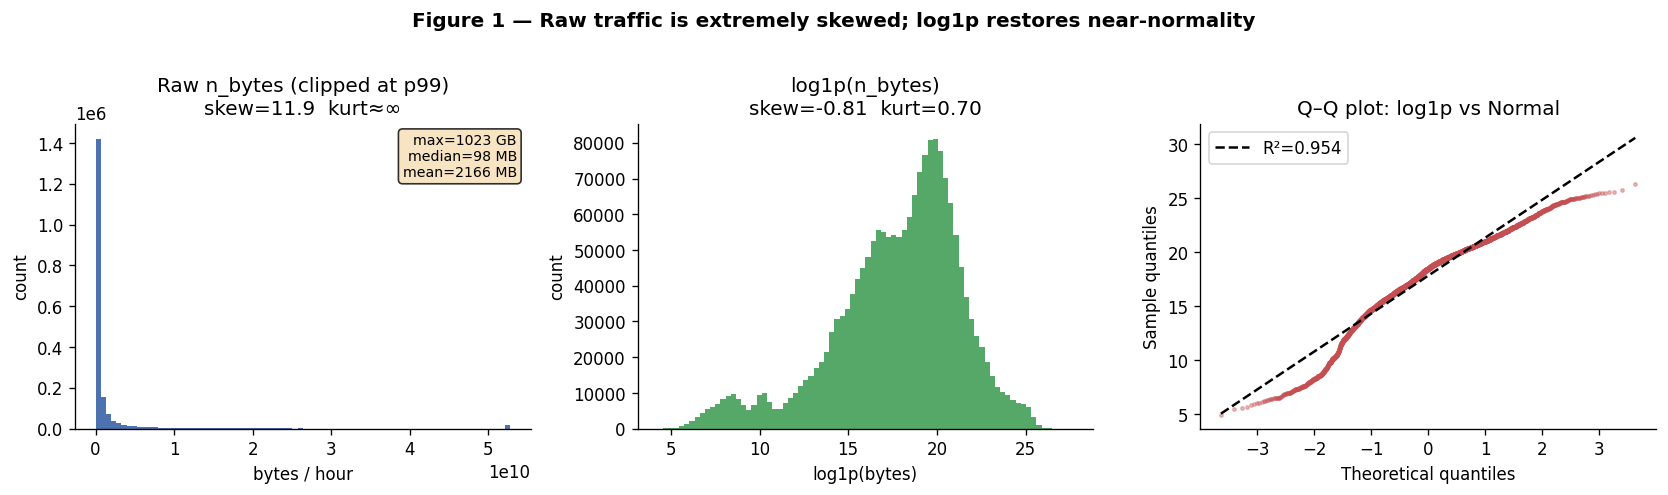 Figure 1 — Raw traffic is extremely skewed; log1p restores near-normality
Raw n_bytes (clipped at p99)
skew=11.9 kurt≈∞
1e6
max=1023 GB
median=98 MB
mean=2166 MB
1.4
1.2
1.0
0.8
0.6
0.4
0.2
0.0
count
0 1 2 3 4 5
1e10
bytes / hour
log1p(n_bytes)
skew=-0.81 kurt=0.70
80000
70000
60000
50000
40000
30000
20000
10000
0
count
5 10 15 20 25
log1p(bytes)
Q–Q plot: log1p vs Normal
R²=0.954
30
25
20
15
10
5
Sample quantiles
−3 −2 −1 0 1 2 3
Theoretical quantiles